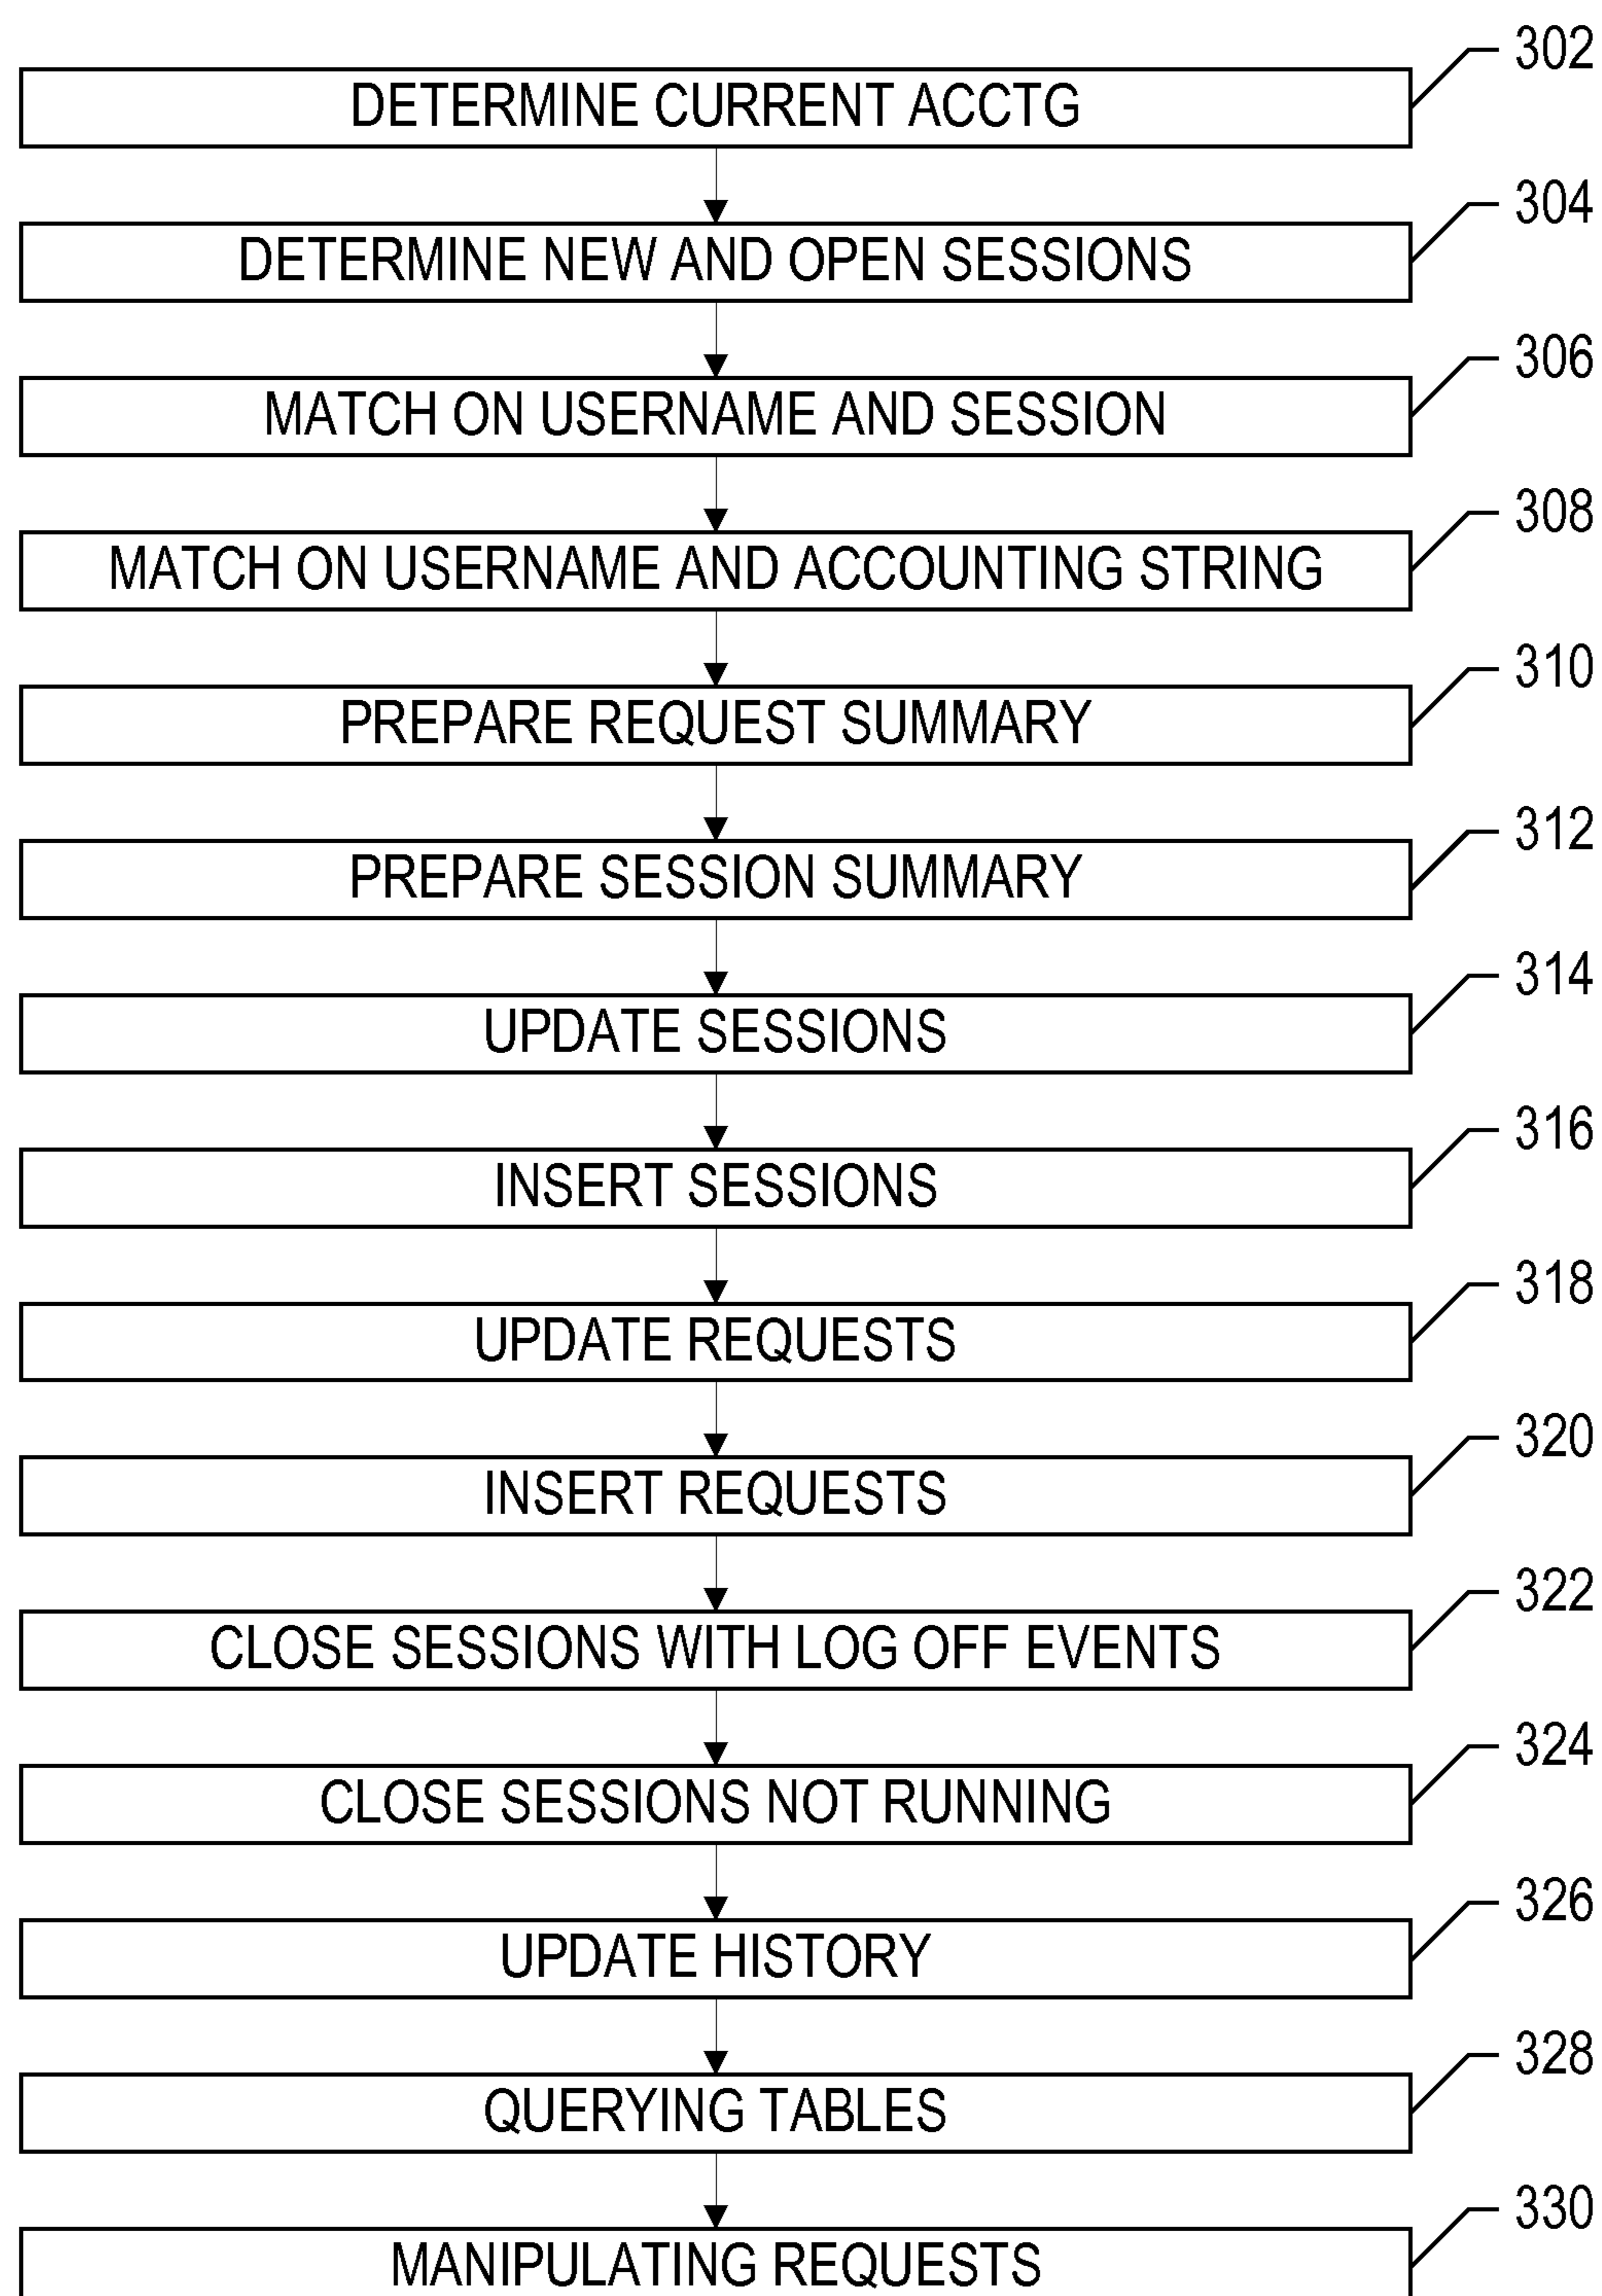 302
DETERMINE CURRENT ACCTG
304
DETERMINE NEW AND OPEN SESSIONS
306
MATCH ON USERNAME AND SESSION
308
MATCH ON USERNAME AND ACCOUNTING STRING
310
PREPARE REQUEST SUMMARY
312
PREPARE SESSION SUMMARY
314
UPDATE SESSIONS
316
INSERT SESSIONS
318
UPDATE REQUESTS
320
INSERT REQUESTS
322
CLOSE SESSIONS WITH LOG OFF EVENTS
324
CLOSE SESSIONS NOT RUNNING
326
UPDATE HISTORY
328
QUERYING TABLES
330
MANIPULATING REQUESTS